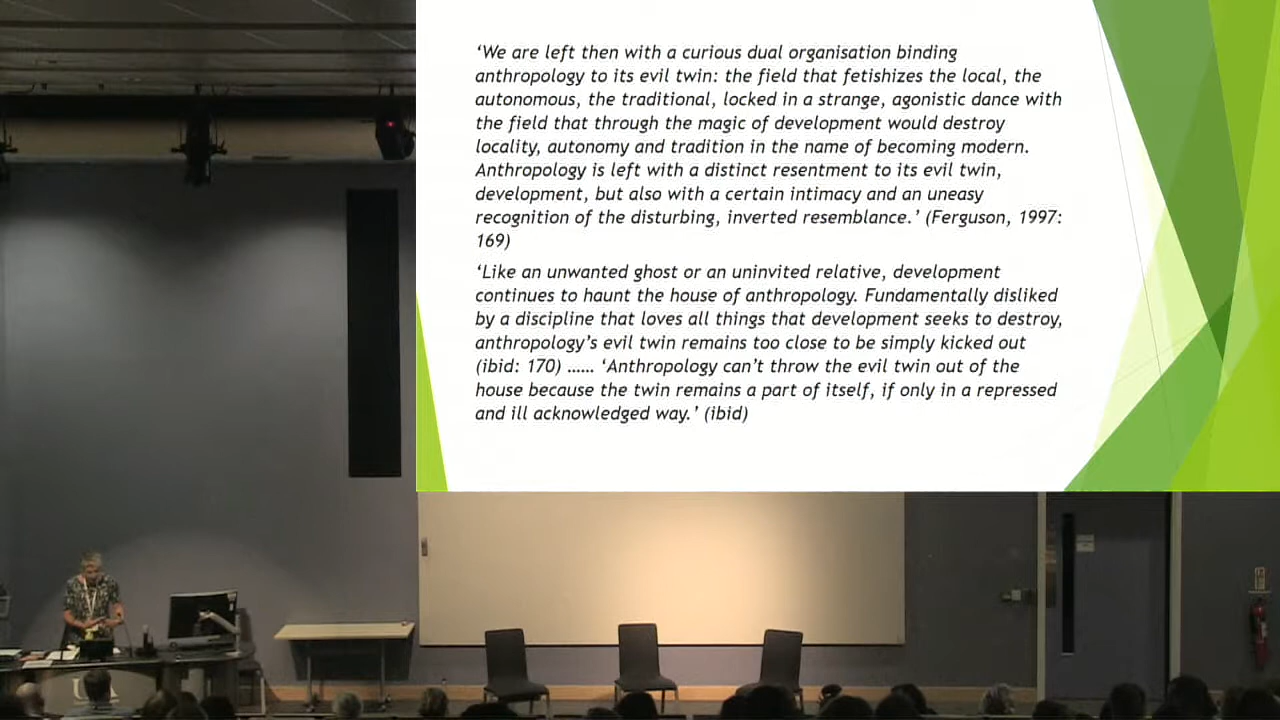 ‘We are left then with a curious dual organisation binding
anthropology to its evil twin: the field that fetishizes the local, the
autonomous, the traditional, locked in a strange, agonistic dance with
the field that through the magic of development would destroy
locality, autonomy and tradition in the name of becoming modern.
Anthropology is left with a distinct resentment to its evil twin,
development, but also with a certain intimacy and an uneasy
recognition of the disturbing, inverted resemblance.’ (Ferguson, 1997:
169)
‘Like an unwanted ghost or an uninvited relative, development
continues to haunt the house of anthropology. Fundamentally disliked
by a discipline that loves all things that development seeks to destroy,
anthropology’s evil twin remains too close to be simply kicked out
(ibid: 170) …… ‘Anthropology can’t throw the evil twin out of the
house because the twin remains a part of itself, if only in a repressed
and ill acknowledged way.’ (ibid)